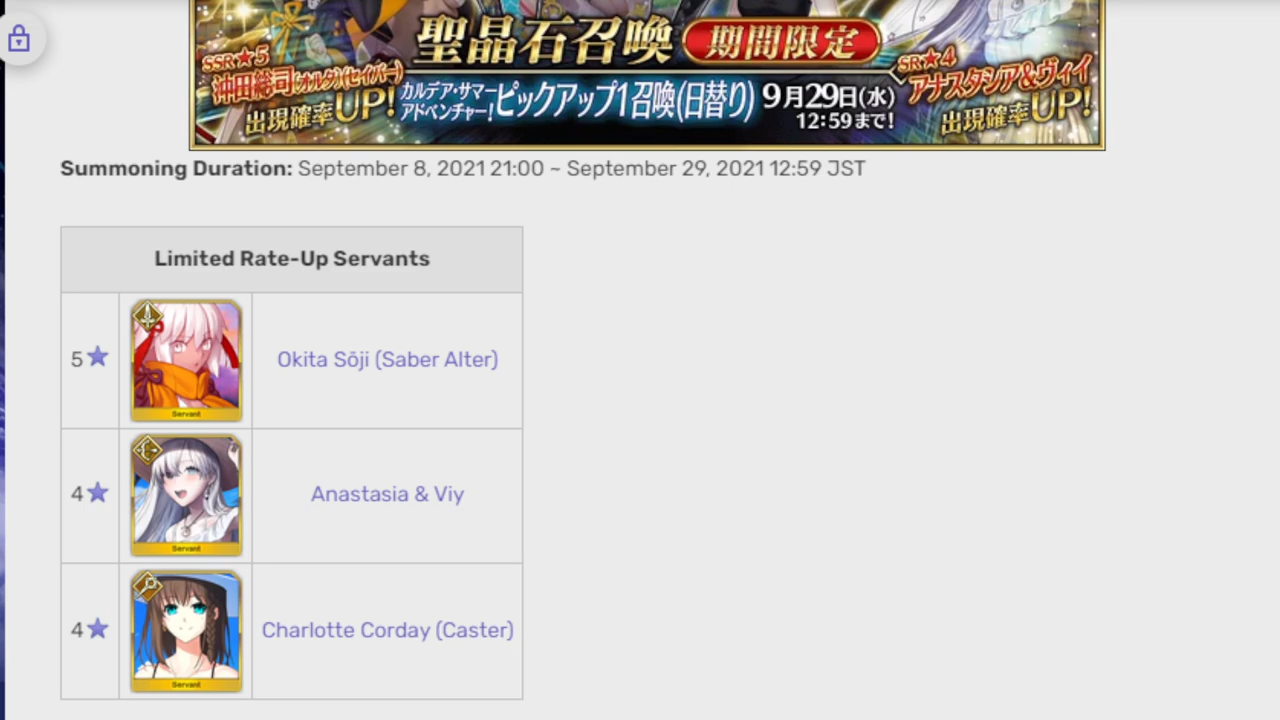 聖晶石召喚 期間限定
SSR★5
沖田総司(オルタ)(セイバー)
出現確率UP!
カルデア・サマー
アドベンチャー!
ピックアップ1召喚(日替り)
9月29日(水)
12:59まで!
SR★4
アナスタシア&ヴィイ
出現確率UP!
Summoning Duration: September 8, 2021 21:00 ~ September 29, 2021 12:59 JST
Limited Rate-Up Servants
5★ Okita Sōji (Saber Alter)
Servant
4★ Anastasia & Viy
Servant
4★ Charlotte Corday (Caster)
Servant